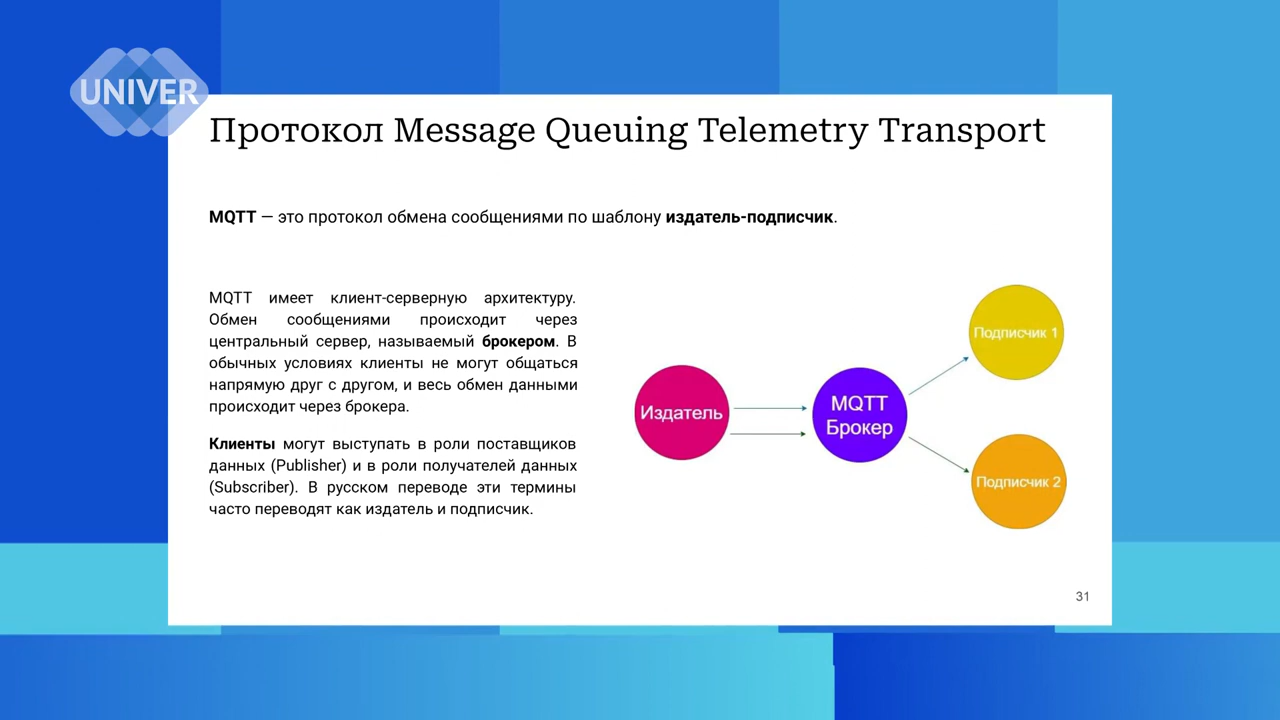 UNIVER
Протокол Message Queuing Telemetry Transport
MQTT — это протокол обмена сообщениями по шаблону издатель-подписчик.
MQTT имеет клиент-серверную архитектуру.
Обмен сообщениями происходит через
центральный сервер, называемый брокером. В
обычных условиях клиенты не могут общаться
напрямую друг с другом, и весь обмен данными
происходит через брокера.
Клиенты могут выступать в роли поставщиков
данных (Publisher) и в роли получателей данных
(Subscriber). В русском переводе эти термины
часто переводят как издатель и подписчик.
Издатель
MQTT
Брокер
Подписчик 1
Подписчик 2
31